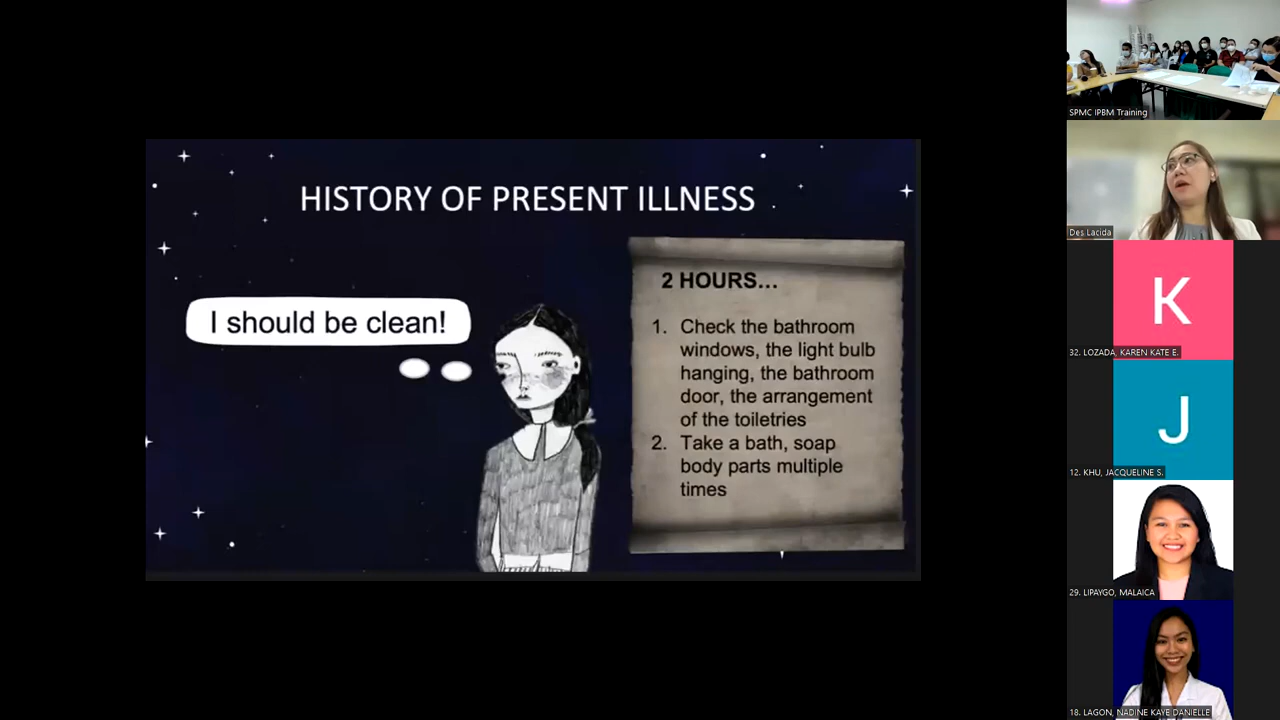 HISTORY OF PRESENT ILLNESS
I should be clean!
2 HOURS...
1. Check the bathroom
windows, the light bulb
hanging, the bathroom
door, the arrangement
of the toiletries
2. Take a bath, soap
body parts multiple
times
SPMC IPBM Training
Des Lacida
K
32. LOZADA, KAREN KATE E.
J
12. KHU, JACQUELINE S.
29. LIPAYGO, MALAICA
18. LAGON, NADINE KAYE DANIELLE